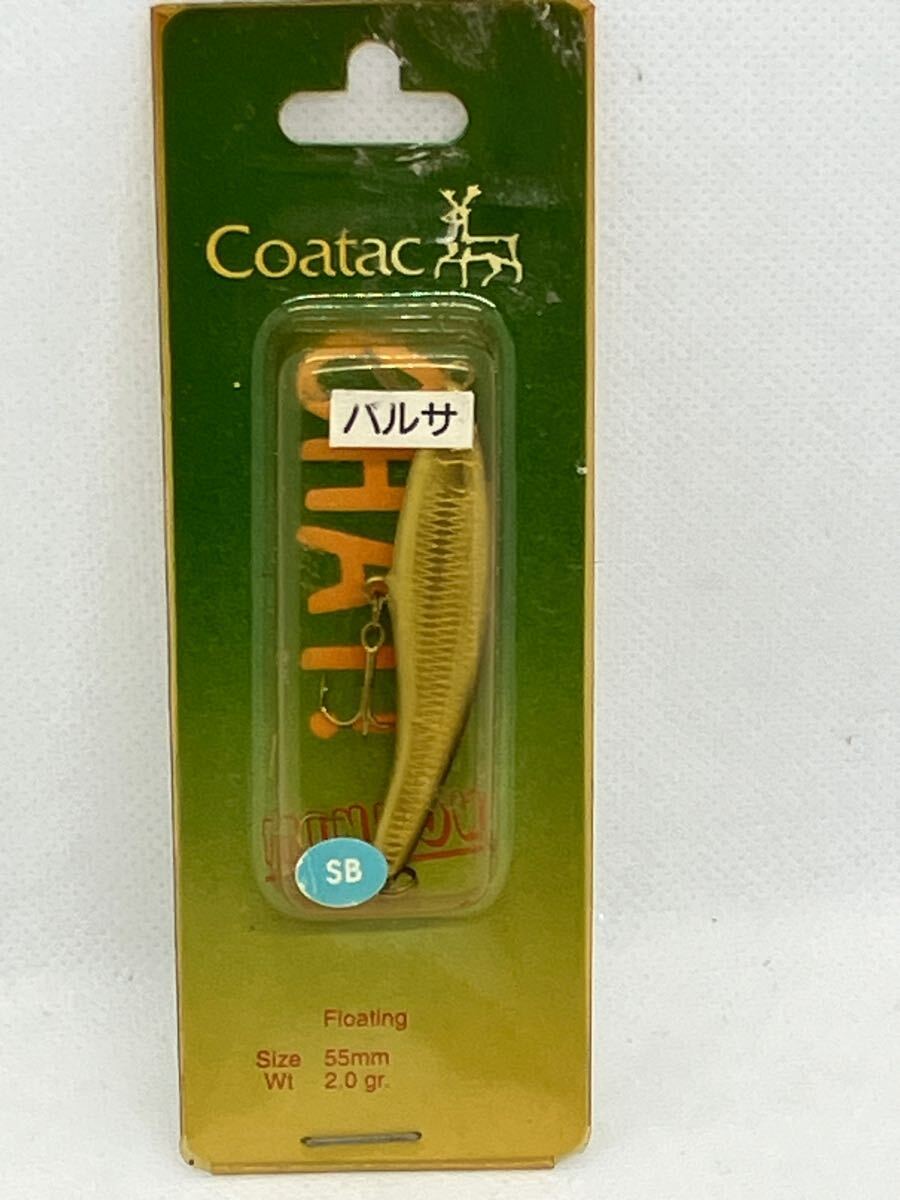 Coatac
バルサ
SB
Floating
Size 55mm
Wt 2.0 gr.